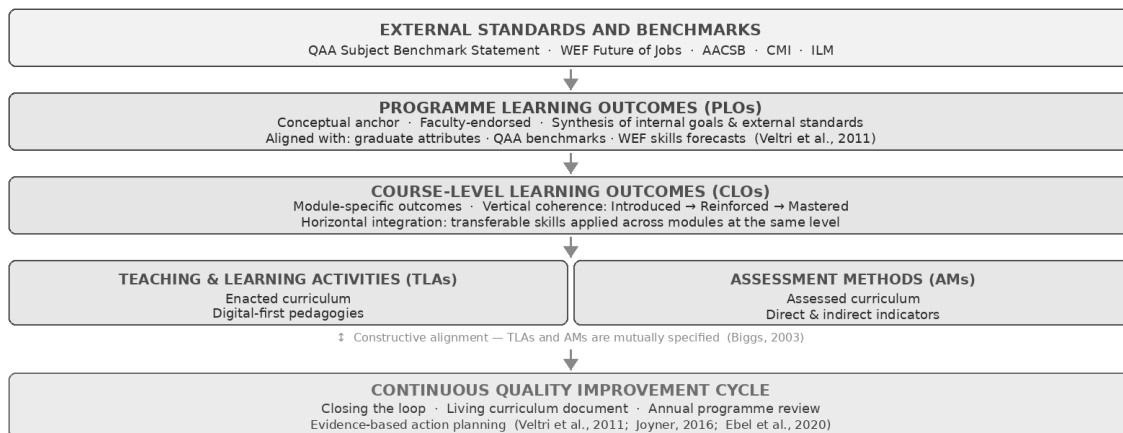 EXTERNAL STANDARDS AND BENCHMARKS
QAA Subject Benchmark Statement · WEF Future of Jobs · AACSB · CMI · ILM
PROGRAMME LEARNING OUTCOMES (PLOs)
Conceptual anchor · Faculty-endorsed · Synthesis of internal goals & external standards
Aligned with: graduate attributes · QAA benchmarks · WEF skills forecasts (Veltri et al., 2011)
COURSE-LEVEL LEARNING OUTCOMES (CLOs)
Module-specific outcomes · Vertical coherence: Introduced → Reinforced → Mastered
Horizontal integration: transferable skills applied across modules at the same level
TEACHING & LEARNING ACTIVITIES (TLAs)
Enacted curriculum
Digital-first pedagogies
ASSESSMENT METHODS (AMs)
Assessed curriculum
Direct & indirect indicators
↕ Constructive alignment — TLAs and AMs are mutually specified (Biggs, 2003)
CONTINUOUS QUALITY IMPROVEMENT CYCLE
Closing the loop · Living curriculum document · Annual programme review
Evidence-based action planning (Veltri et al., 2011; Joyner, 2016; Ebel et al., 2020)